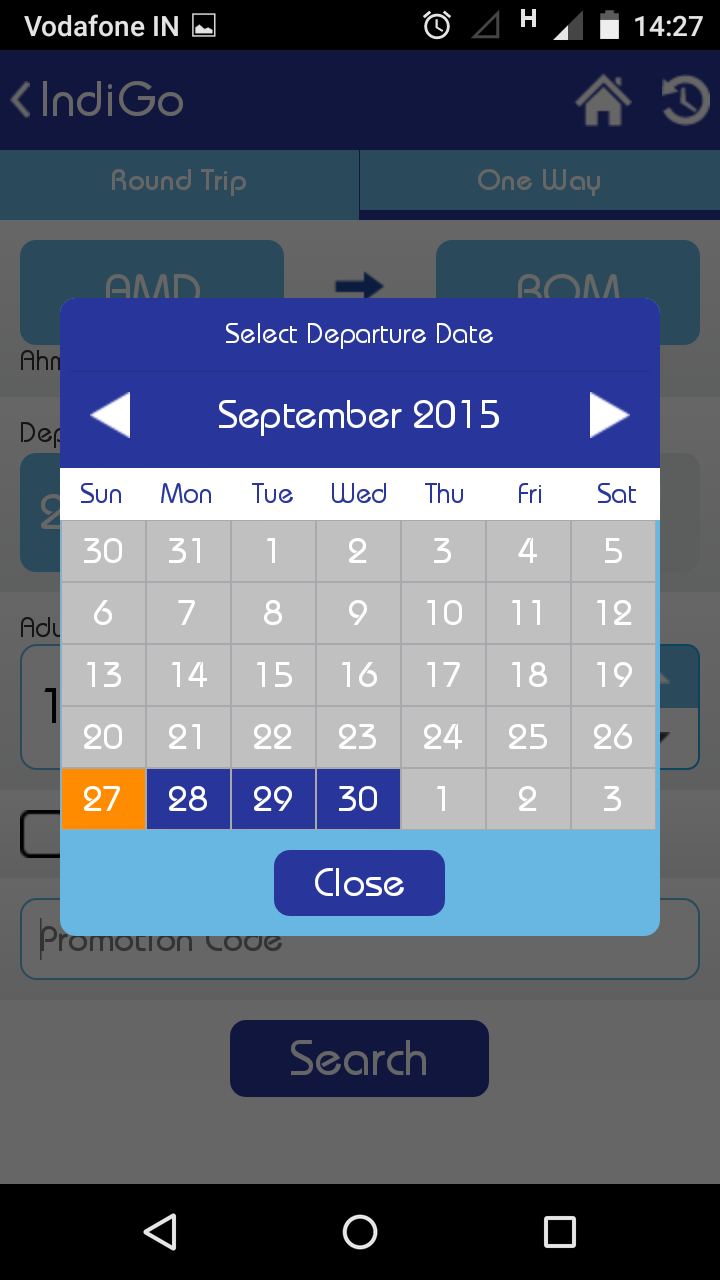 Vodafone IN H 14:27
IndiGo
Round Trip One Way
AMD BOM
Select Departure Date
September 2015
Sun Mon Tue Wed Thu Fri Sat
30 31 1 2 3 4 5
6 7 8 9 10 11 12
13 14 15 16 17 18 19
20 21 22 23 24 25 26
27 28 29 30 1 2 3
Close
Promotion Code
Search